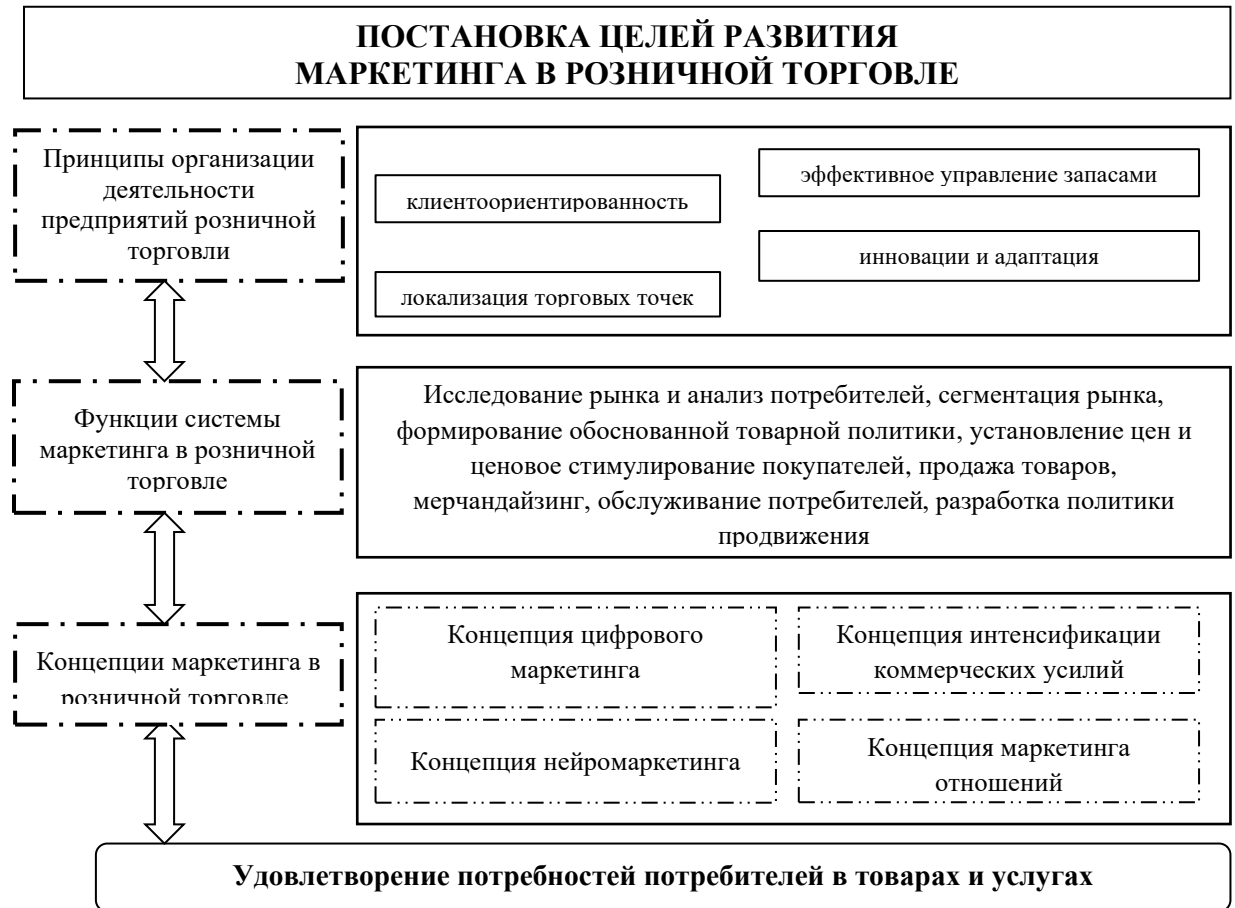 ПОСТАНОВКА ЦЕЛЕЙ РАЗВИТИЯ
МАРКЕТИНГА В РОЗНИЧНОЙ ТОРГОВЛЕ
Принципы организации
деятельности
предприятий розничной
торговли
клиентоориентированность
эффективное управление запасами
локализация торговых точек
инновации и адаптация
Функции системы
маркетинга в розничной
торговле
Исследование рынка и анализ потребителей, сегментация рынка,
формирование обоснованной товарной политики, установление цен и
ценовое стимулирование покупателей, продажа товаров,
мерчандайзинг, обслуживание потребителей, разработка политики
продвижения
Концепции маркетинга в
розничной торговле
Концепция цифрового
маркетинга
Концепция интенсификации
коммерческих усилий
Концепция нейромаркетинга
Концепция маркетинга
отношений
Удовлетворение потребностей потребителей в товарах и услугах